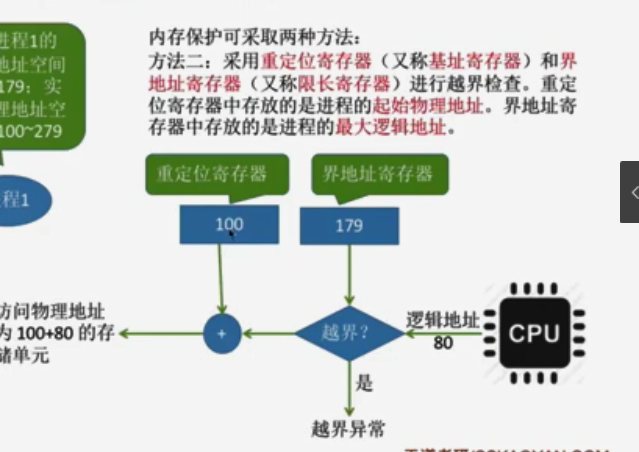 内存保护可采取两种方法：
方法二：采用重定位寄存器（又称基址寄存器）和界
地址寄存器（又称限长寄存器）进行越界检查。重定
位寄存器中存放的是进程的起始物理地址。界地址寄
存器中存放的是进程的最大逻辑地址。
进程1的
地址空间
179；实
理地址空
100~279
程1
重定位寄存器
界地址寄存器
100
179
访问物理地址
为 100+80 的存
储单元
+
越界？
逻辑地址
80
CPU
是
越界异常